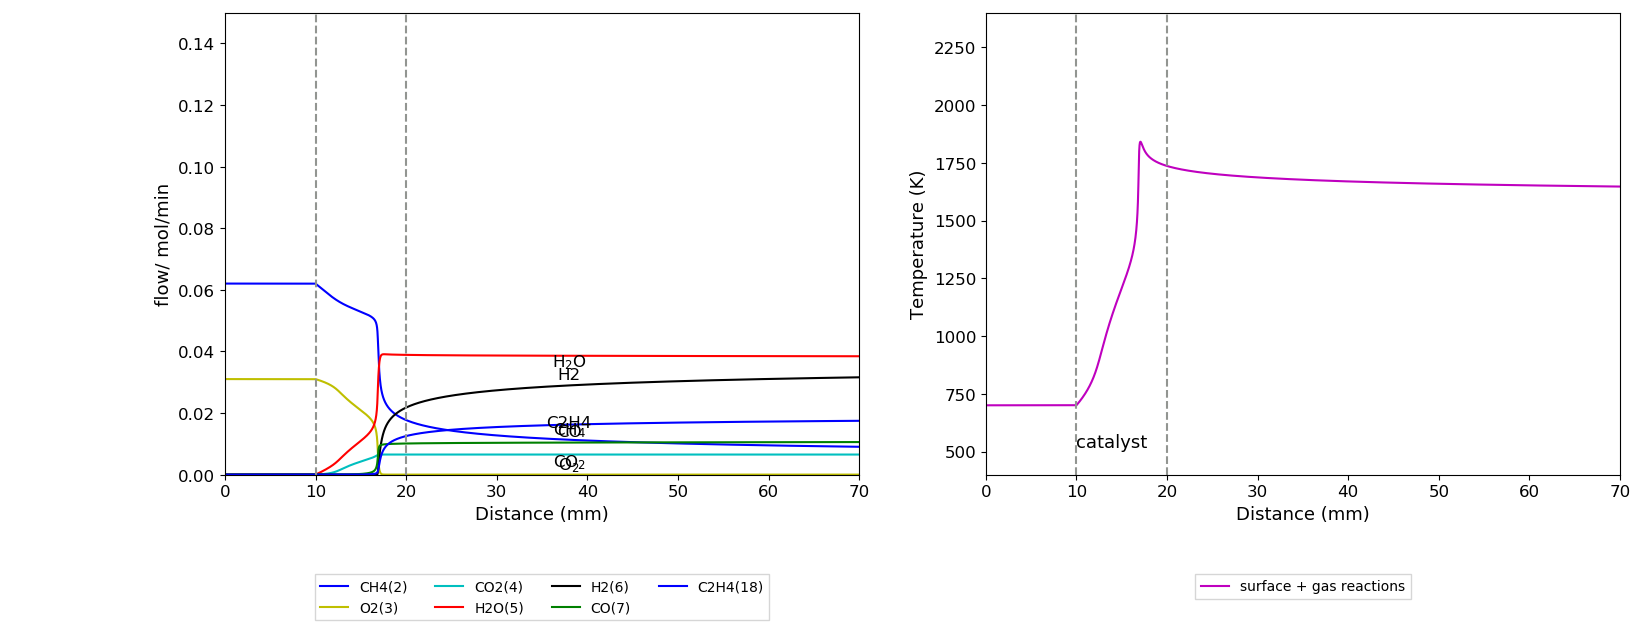 0.14
0.12
0.10
0.08
0.06
0.04
0.02
0.00
flow/ mol/min
H₂O
H2
C2H4
CH₄
CO
CO₂
O₂
0 10 20 30 40 50 60 70
Distance (mm)
CH4(2) CO2(4) H2(6) C2H4(18)
O2(3) H2O(5) CO(7)
2250
2000
1750
1500
1250
1000
750
500
Temperature (K)
catalyst
0 10 20 30 40 50 60 70
Distance (mm)
surface + gas reactions